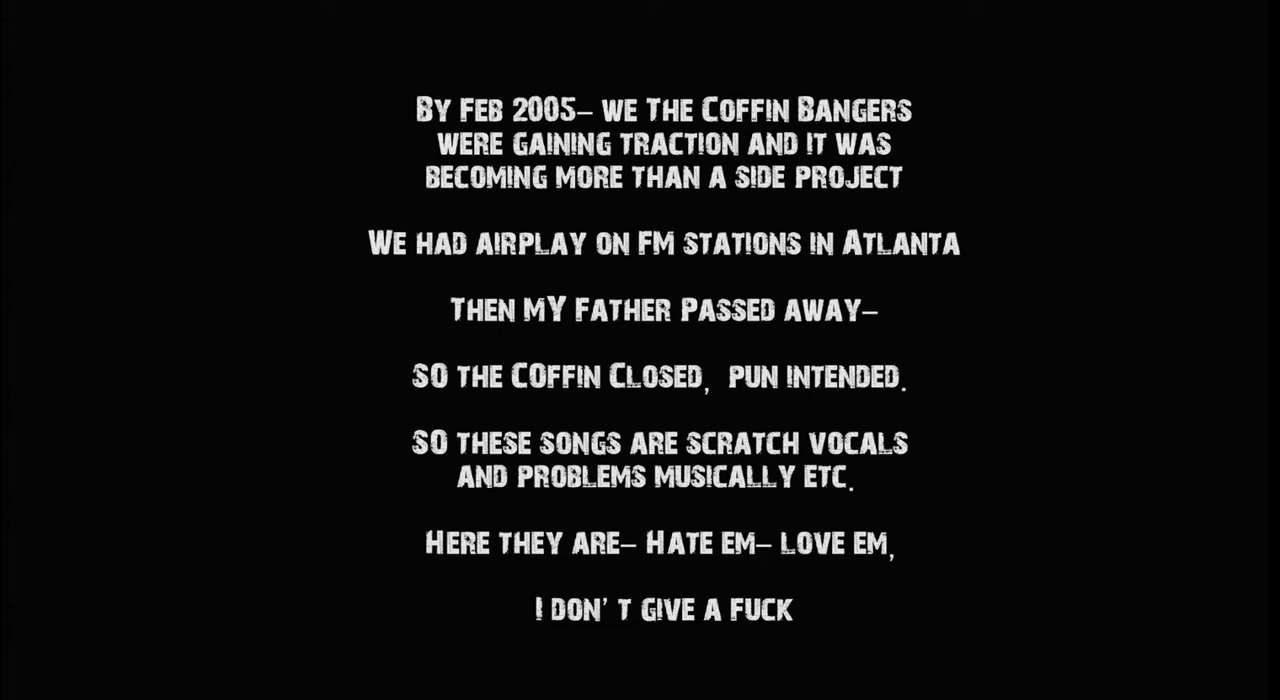 By Feb 2005– we The Coffin Bangers
were gaining traction and it was
becoming more than a side project
We had airplay on FM stations in Atlanta
Then my Father Passed away–
so the Coffin Closed, pun intended.
So these songs are scratch vocals
and problems musically etc.
Here they are– Hate em– love em,
I don't give a fuck